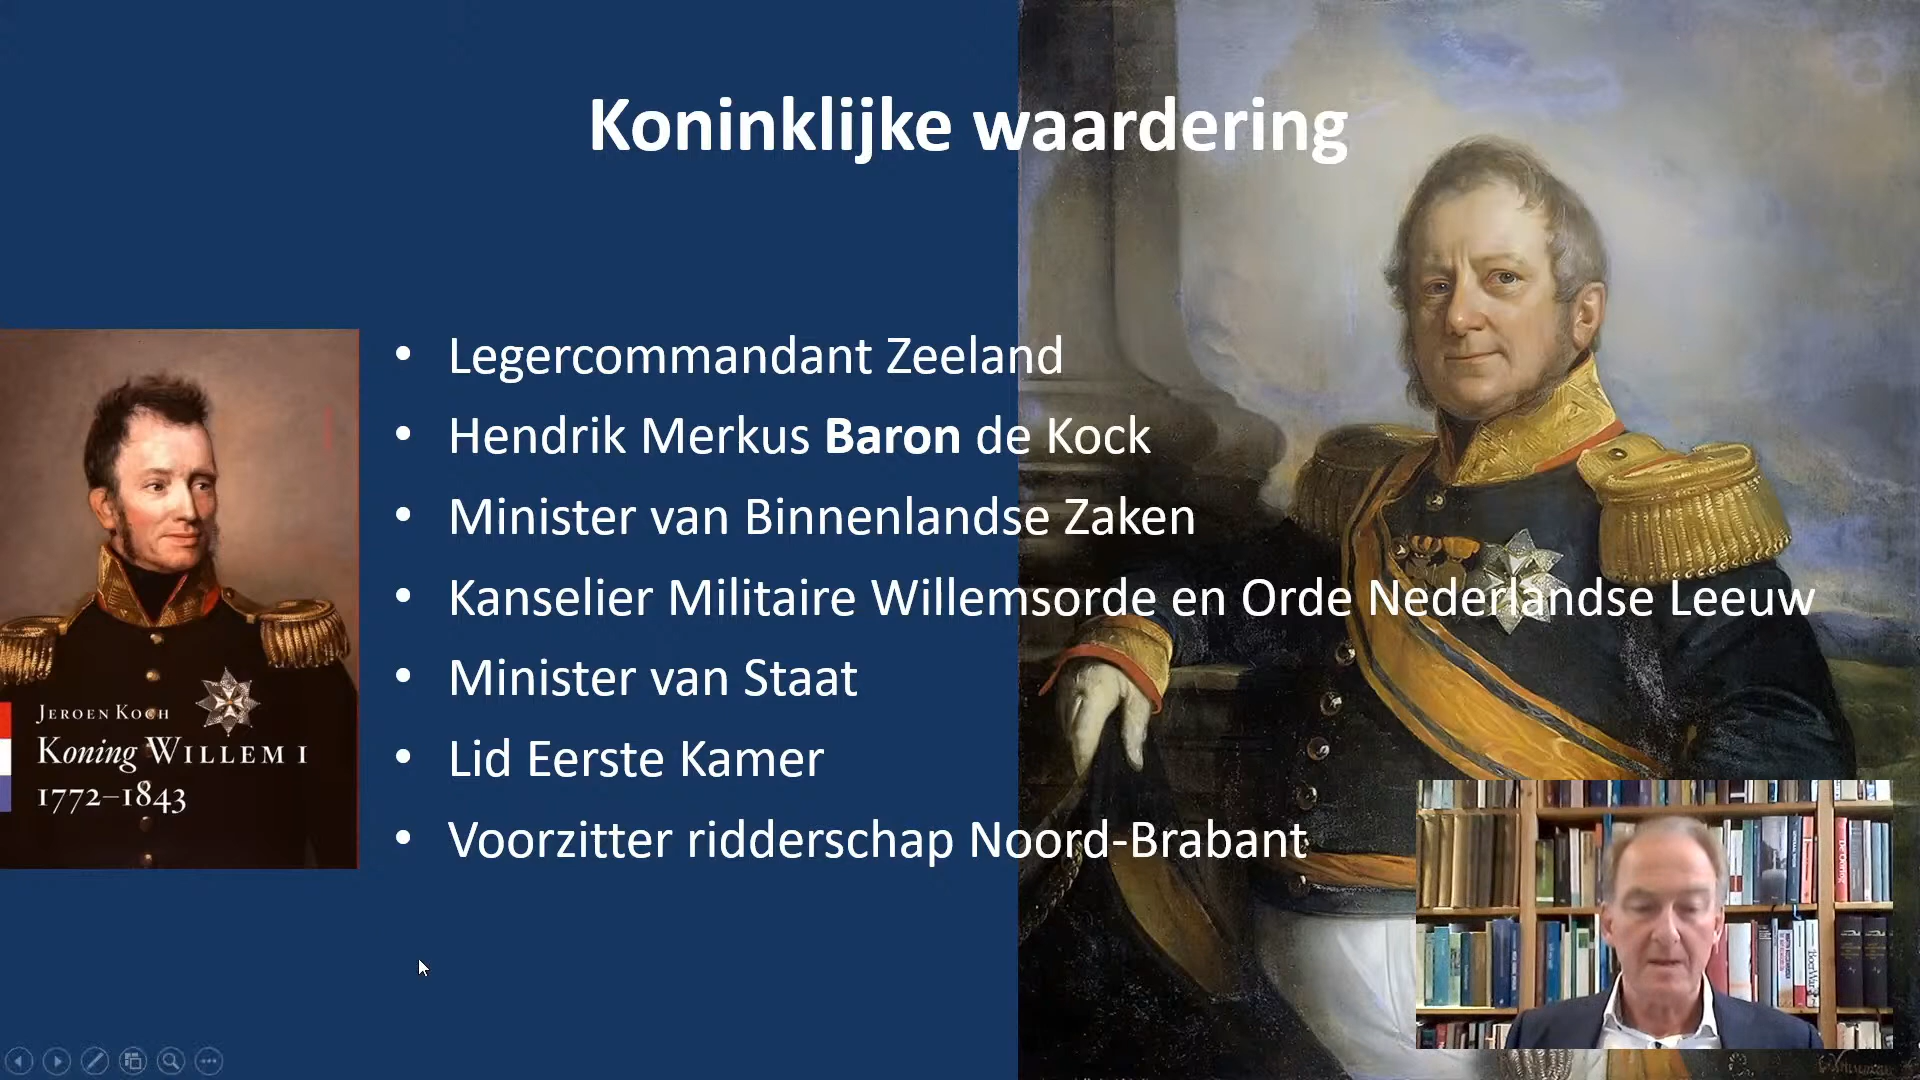 Koninklijke waardering
• Legercommandant Zeeland
• Hendrik Merkus Baron de Kock
• Minister van Binnenlandse Zaken
• Kanselier Militaire Willemsorde en Orde Nederlandse Leeuw
• Minister van Staat
• Lid Eerste Kamer
• Voorzitter ridderschap Noord-Brabant
Jeroen Koch
Koning Willem I
1772–1843